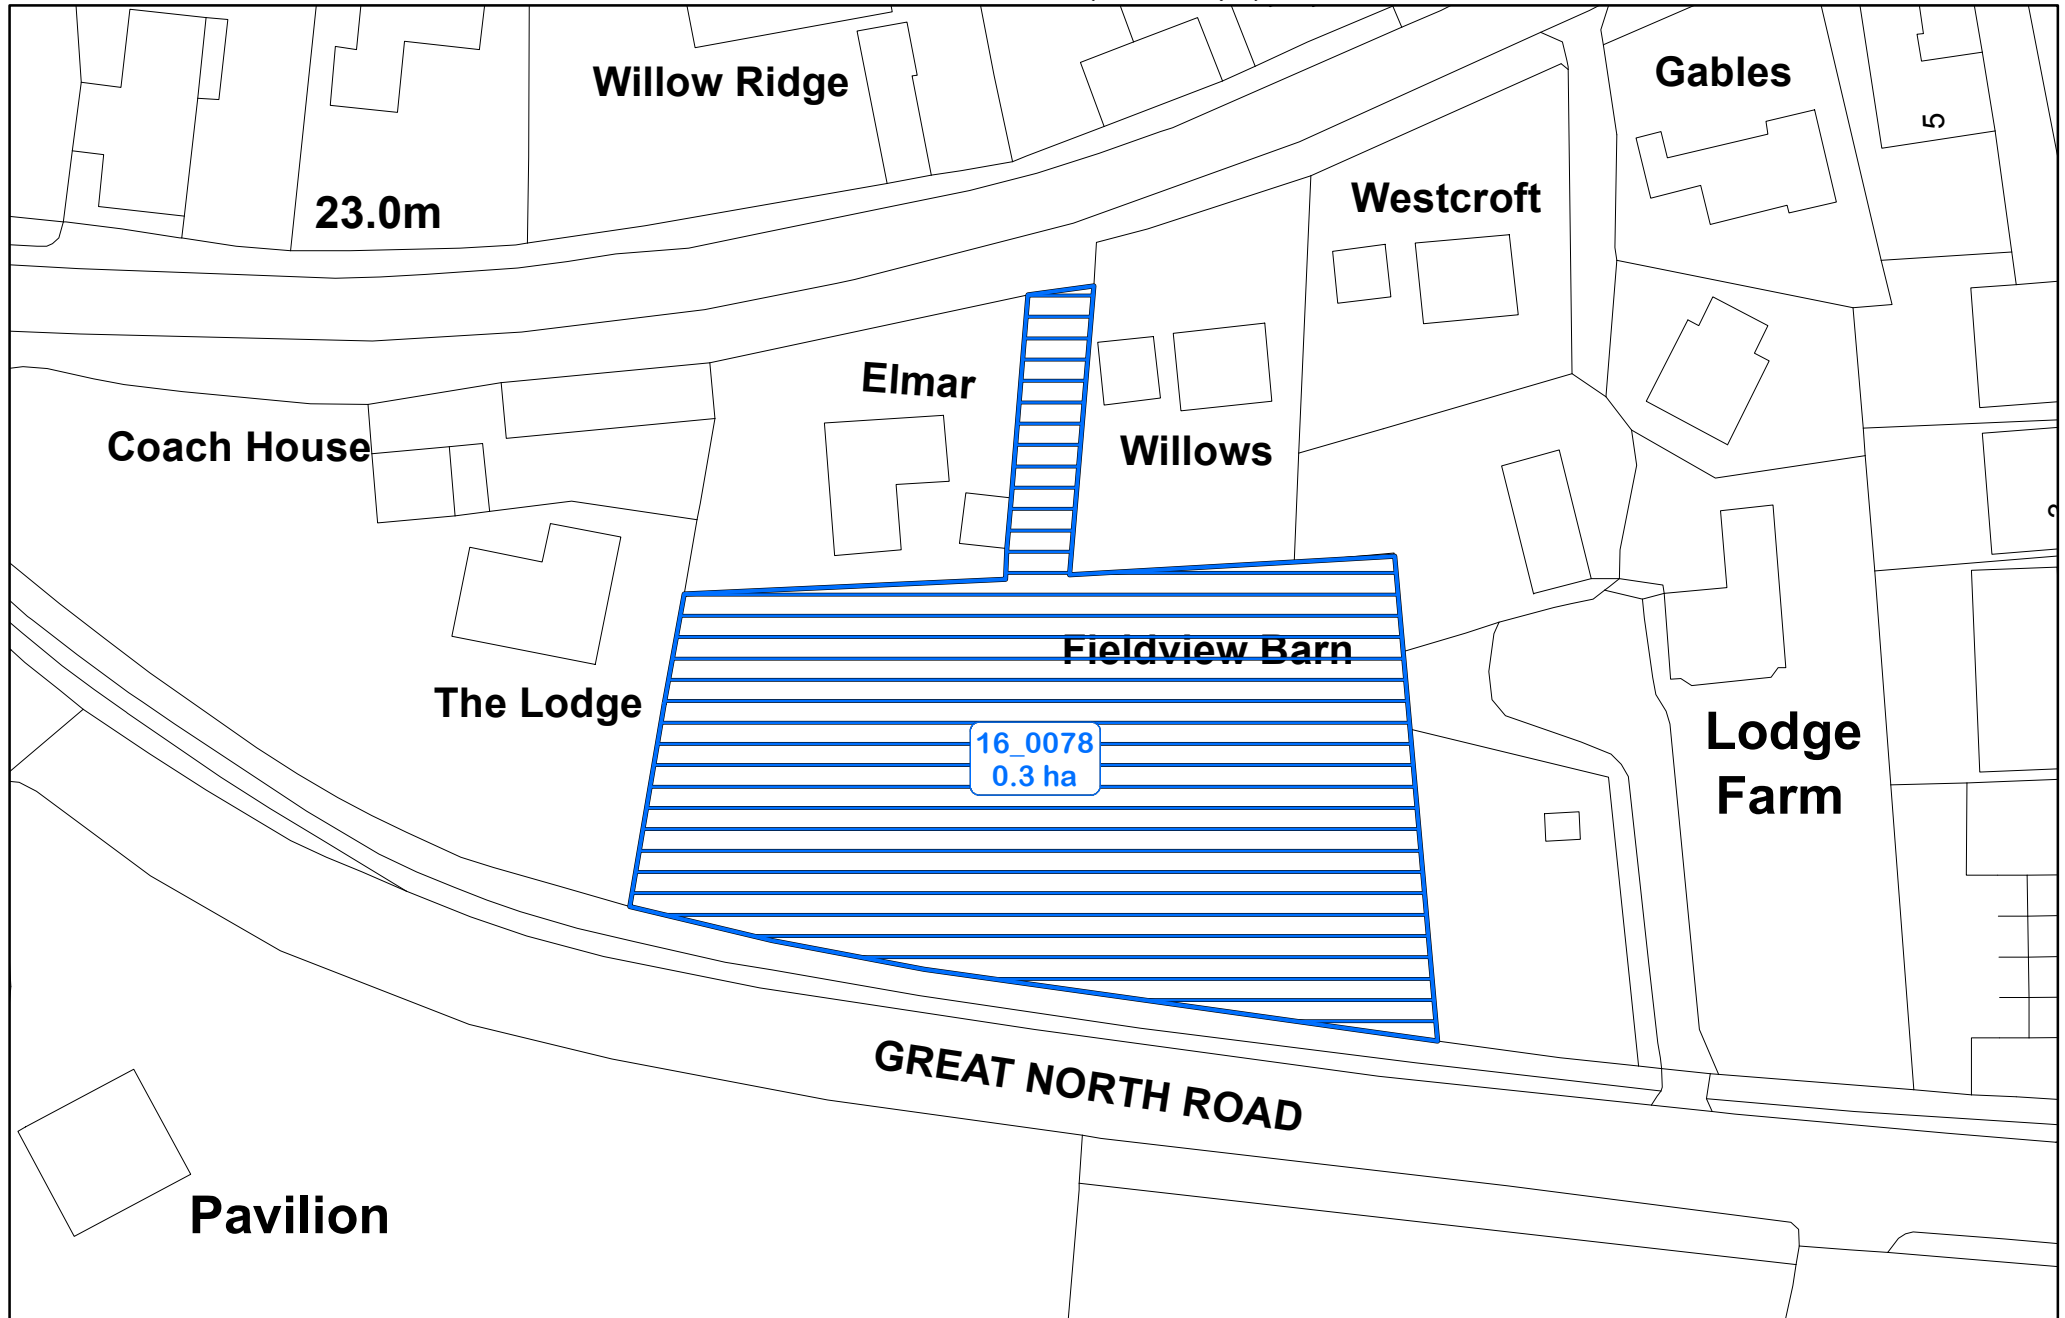 Willow Ridge
Gables
5
23.0m
Westcroft
Elmar
Coach House
Willows
Fieldview Barn
The Lodge
16_0078
0.3 ha
Lodge
Farm
GREAT NORTH ROAD
Pavilion